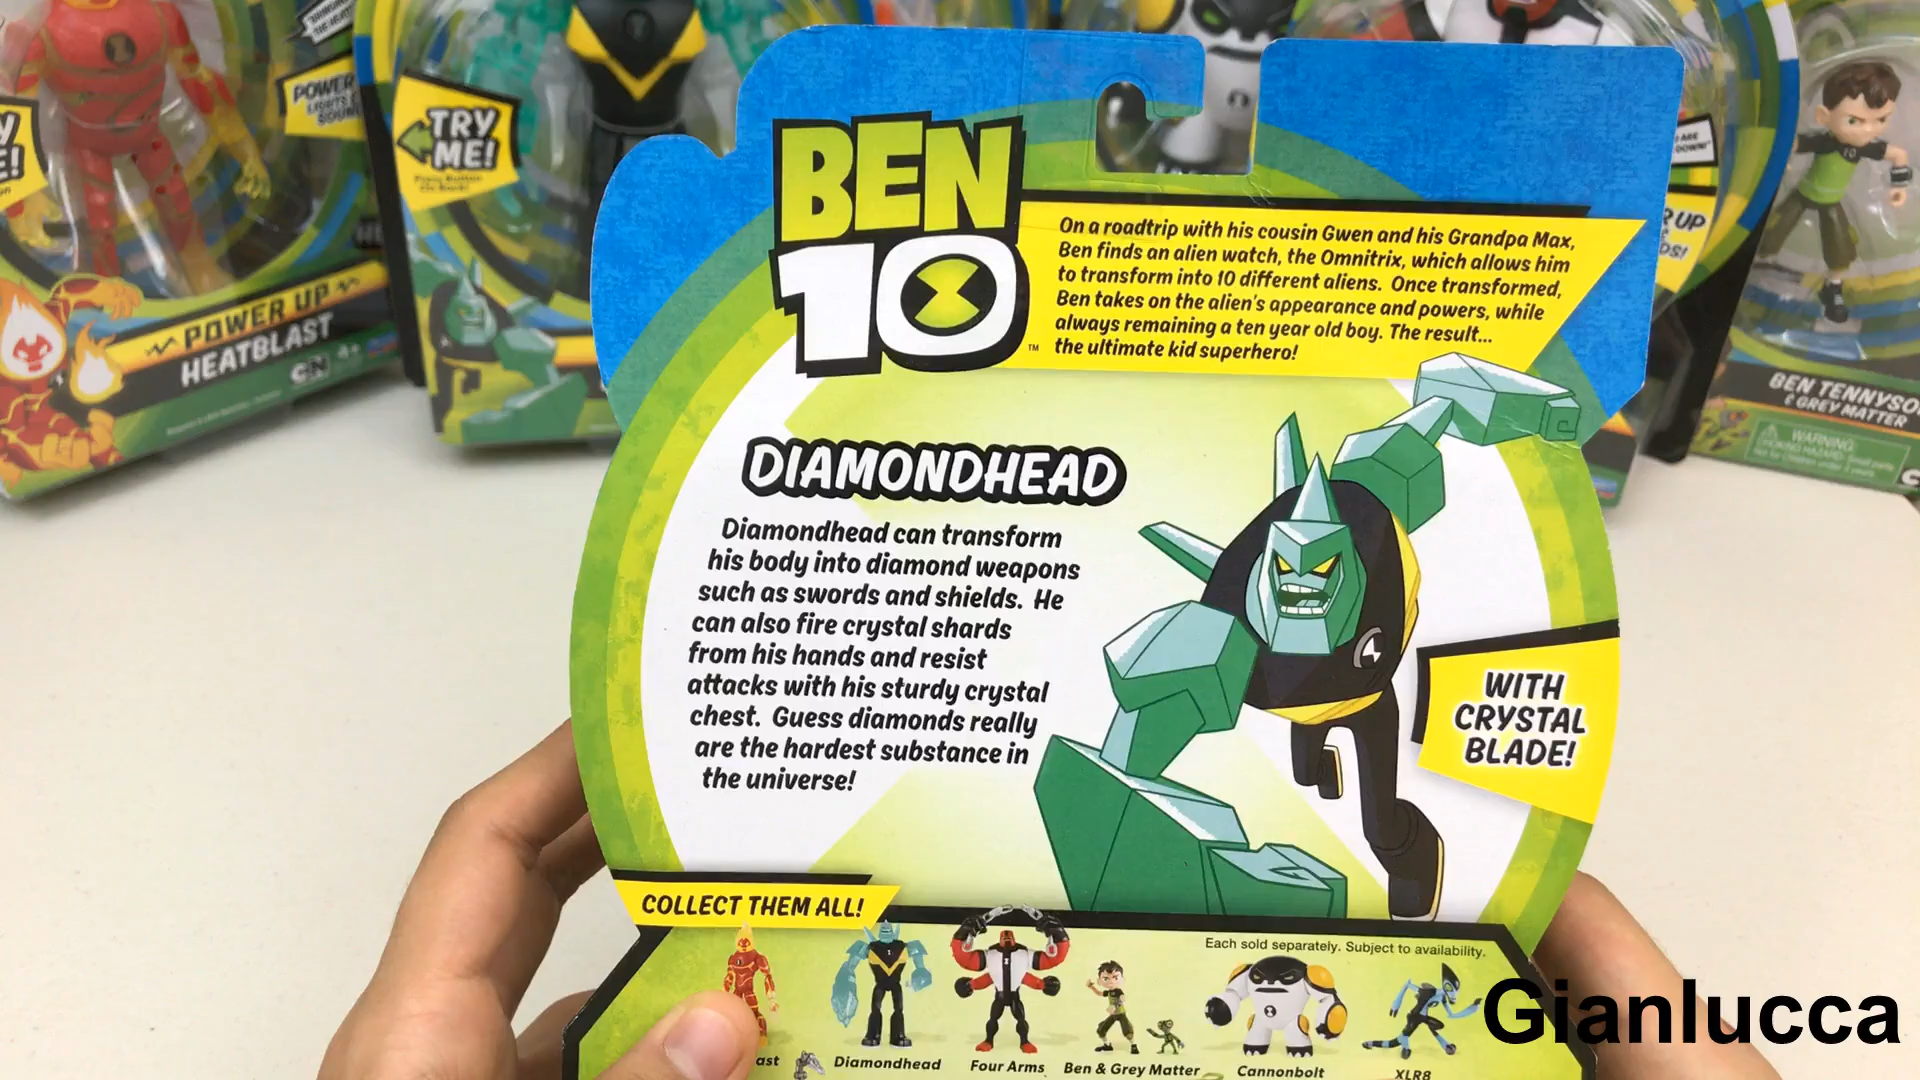 TRY
ME!
POWER
POWER UP
HEATBLAST
CN
4+
BEN
10
TM
On a roadtrip with his cousin Gwen and his Grandpa Max,
Ben finds an alien watch, the Omnitrix, which allows him
to transform into 10 different aliens. Once transformed,
Ben takes on the alien's appearance and powers, while
always remaining a ten year old boy. The result...
the ultimate kid superhero!
DIAMONDHEAD
Diamondhead can transform
his body into diamond weapons
such as swords and shields. He
can also fire crystal shards
from his hands and resist
attacks with his sturdy crystal
chest. Guess diamonds really
are the hardest substance in
the universe!
WITH
CRYSTAL
BLADE!
COLLECT THEM ALL!
Each sold separately. Subject to availability.
ast
Diamondhead
Four Arms
Ben & Grey Matter
Cannonbolt
XLR8
BEN TENNYSO
& GREY MATTER
WARNING:
Gianlucca